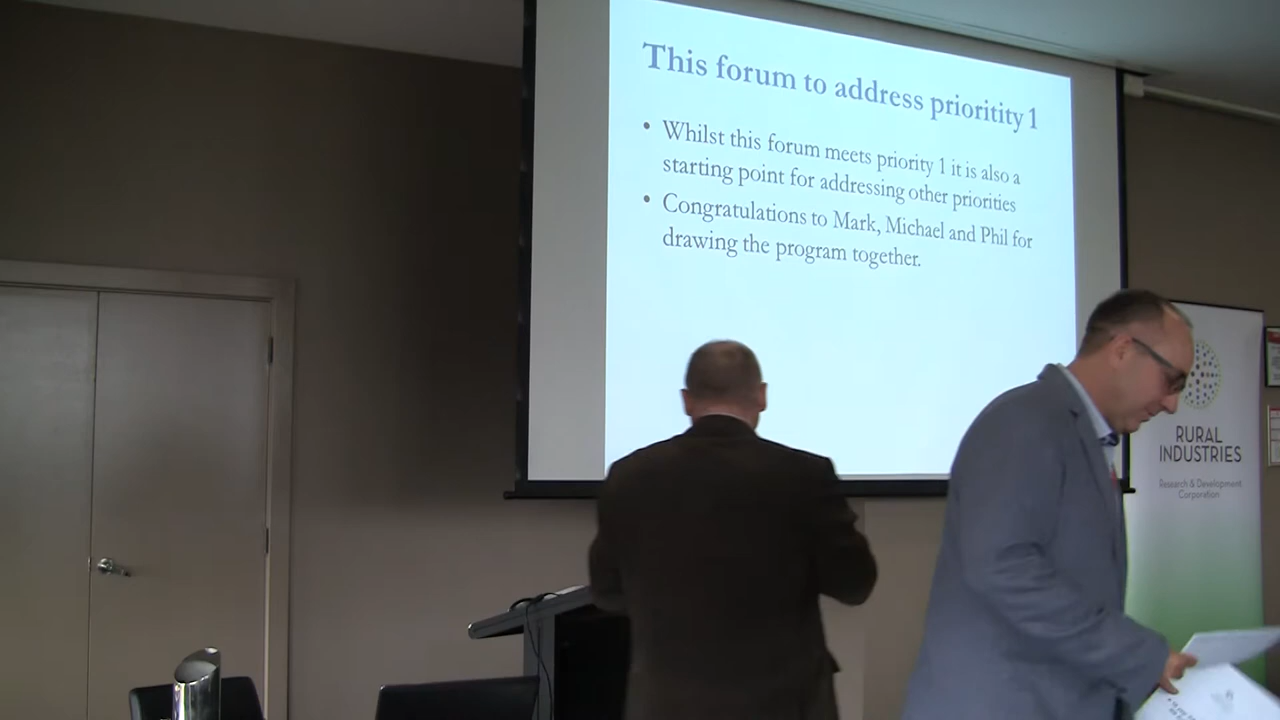 This forum to address prioritity 1
• Whilst this forum meets priority 1 it is also a
starting point for addressing other priorities
• Congratulations to Mark, Michael and Phil for
drawing the program together.
RURAL
INDUSTRIES
Research & Development
Corporation